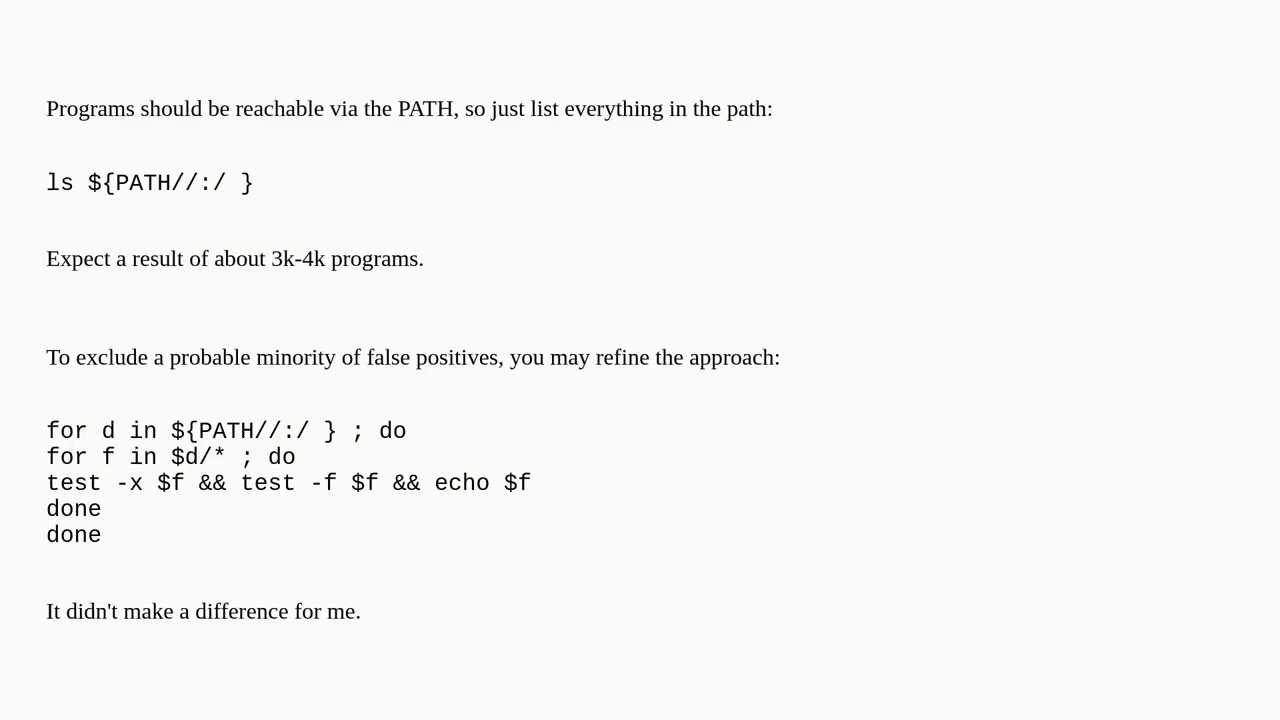 Programs should be reachable via the PATH, so just list everything in the path:
ls ${PATH//:/ }
Expect a result of about 3k-4k programs.
To exclude a probable minority of false positives, you may refine the approach:
for d in ${PATH//:/ } ; do
for f in $d/* ; do
test -x $f && test -f $f && echo $f
done
done
It didn't make a difference for me.